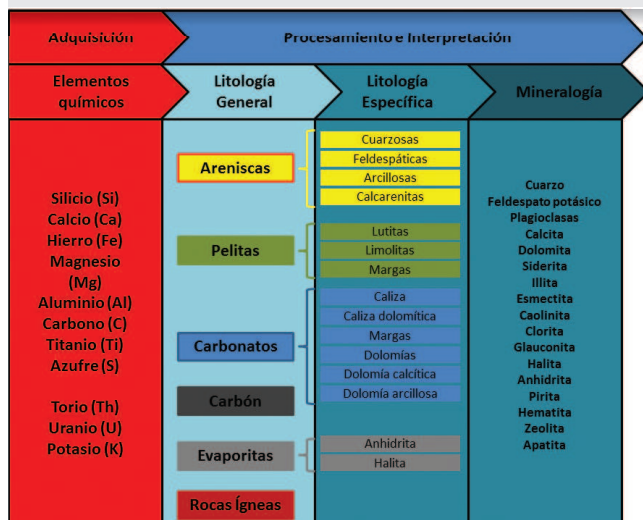 Adquisición
Procesamiento e Interpretación
Elementos
químicos
Litología
General
Litología
Específica
Mineralogía
Silicio (Si)
Calcio (Ca)
Hierro (Fe)
Magnesio
(Mg)
Aluminio (Al)
Carbono (C)
Titanio (Ti)
Azufre (S)
Torio (Th)
Uranio (U)
Potasio (K)
Areniscas
Pelitas
Carbonatos
Carbón
Evaporitas
Rocas Ígneas
Cuarzosas
Feldespáticas
Arcillosas
Calcarenitas
Lutitas
Limolitas
Margas
Caliza
Caliza dolomítica
Margas
Dolomías
Dolomía calcítica
Dolomía arcillosa
Anhidrita
Halita
Cuarzo
Feldespato potásico
Plagioclasas
Calcita
Dolomita
Siderita
Illita
Esmectita
Caolinita
Clorita
Glauconita
Halita
Anhidrita
Pirita
Hematita
Zeolita
Apatita